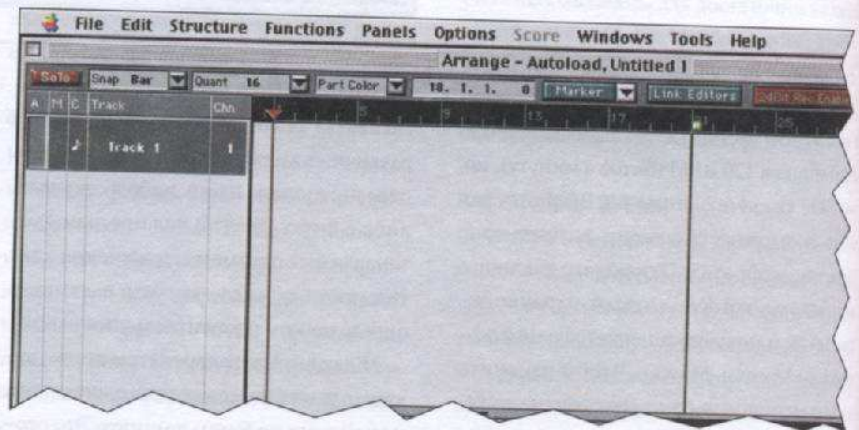 File Edit Structure Functions Panels Options Score Windows Tools Help
Arrange - Autoload, Untitled 1
Solo Snap Bar Quant 16 Part Color 18. 1. 1. 0 Marker Link Editors
A M C Track Chn 5 9 13 17 21 25
Track 1 1